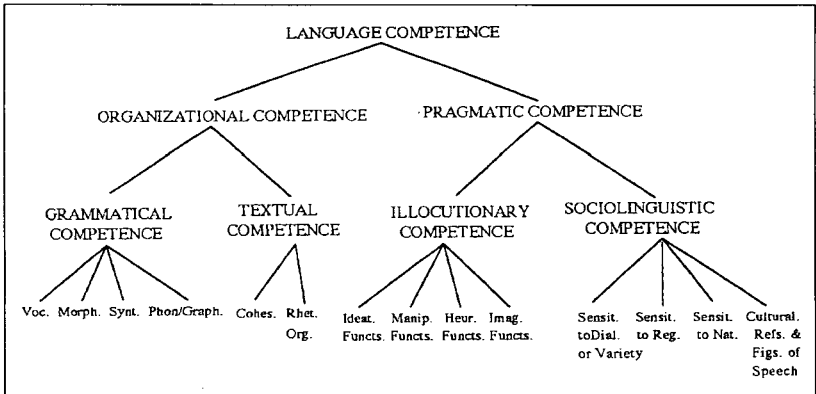 LANGUAGE COMPETENCE
ORGANIZATIONAL COMPETENCE
PRAGMATIC COMPETENCE
GRAMMATICAL
COMPETENCE
TEXTUAL
COMPETENCE
ILLOCUTIONARY
COMPETENCE
SOCIOLINGUISTIC
COMPETENCE
Voc. Morph. Synt. Phon/Graph.
Cohes.
Rhet.
Org.
Ideat.
Functs.
Manip.
Functs.
Heur.
Functs.
Imag.
Functs.
Sensit.
toDial.
or Variety
Sensit.
to Reg.
Sensit.
to Nat.
Cultural.
Refs. &
Figs. of
Speech